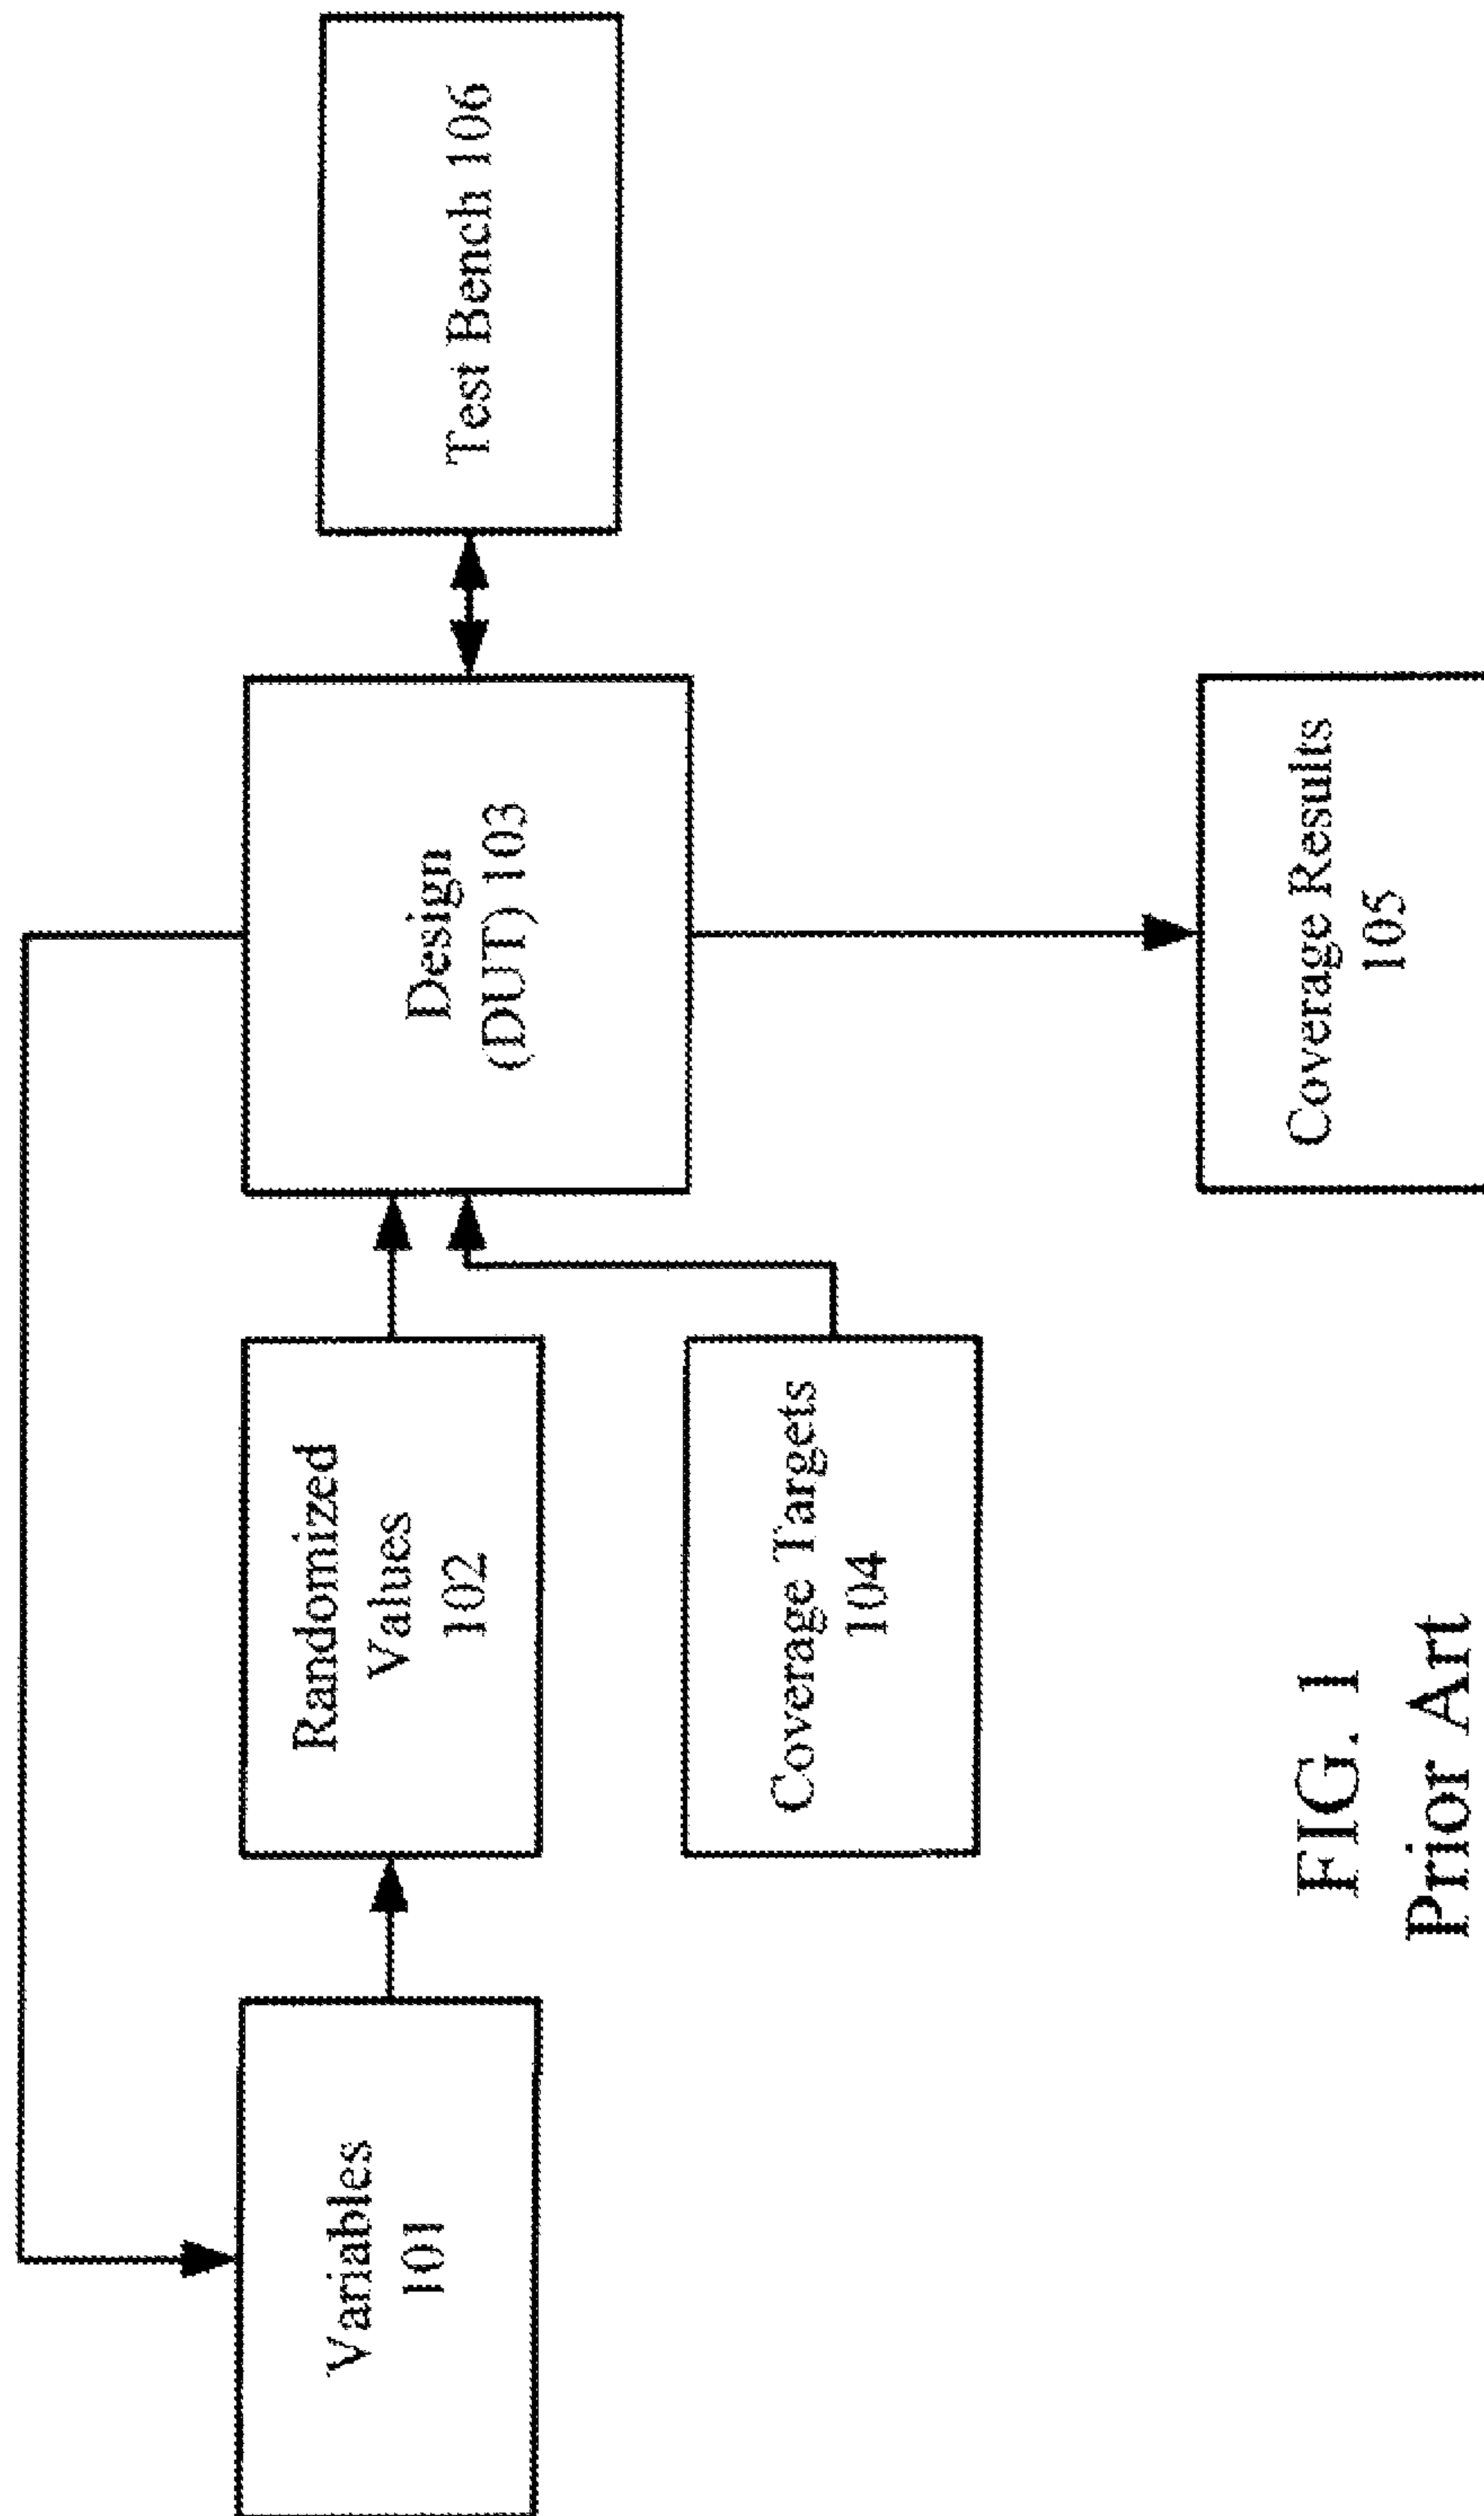 Variables
101
Randomized
Values
102
Design
(DUT) 103
Test Bench 106
Coverage Targets
104
Coverage Results
105
FIG. 1
Prior Art